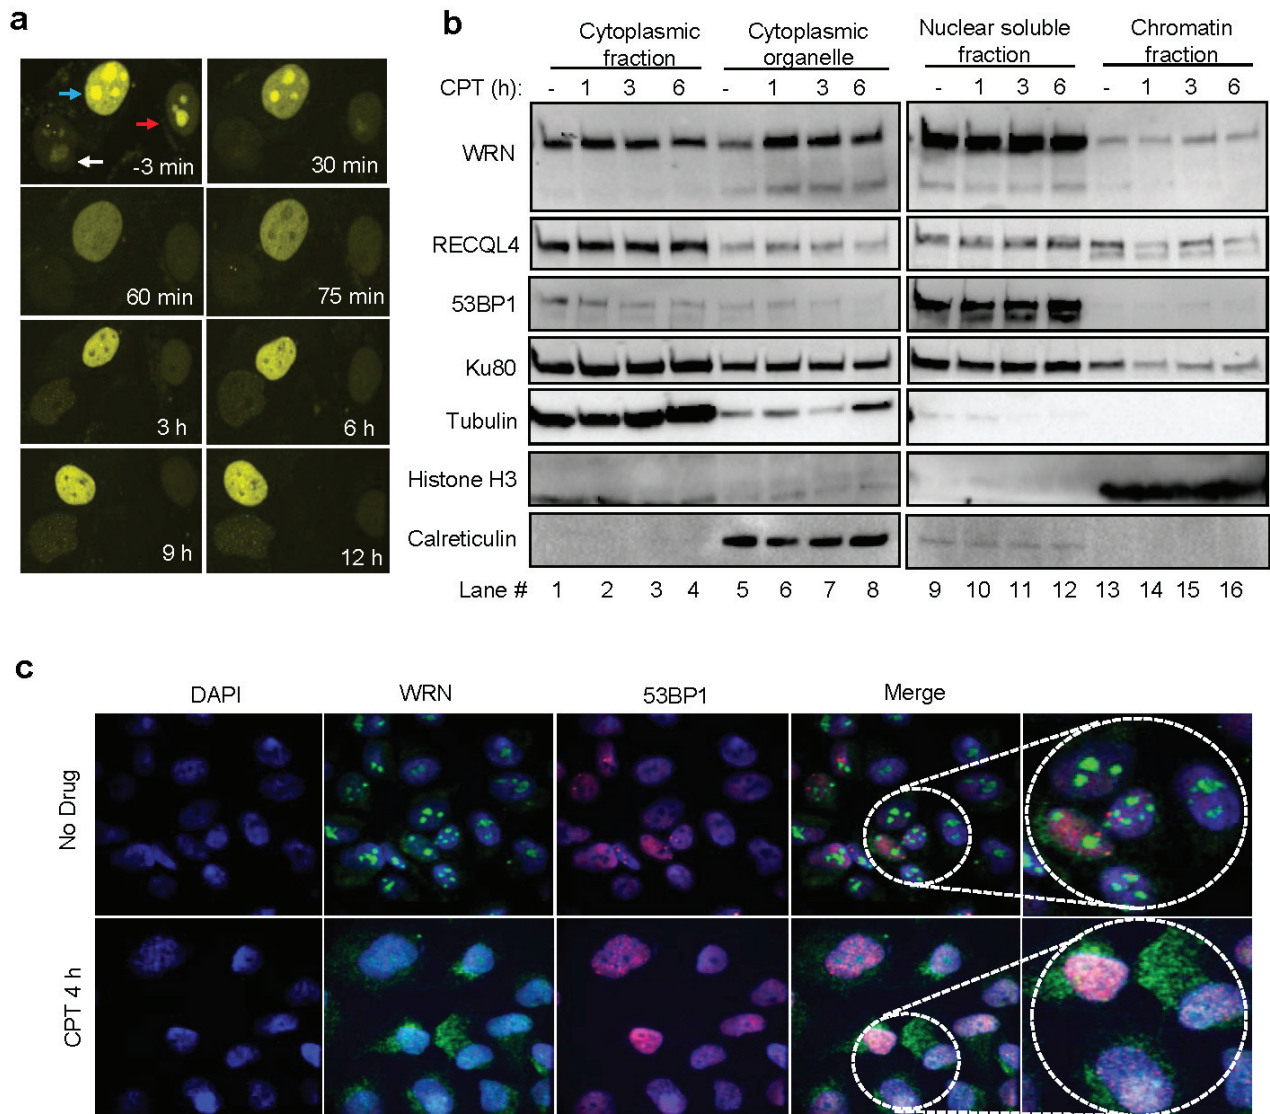 a
-3 min
30 min
60 min
75 min
3 h
6 h
9 h
12 h
b
Cytoplasmic fraction
Cytoplasmic organelle
Nuclear soluble fraction
Chromatin fraction
CPT (h): - 1 3 6 - 1 3 6 - 1 3 6 - 1 3 6
WRN
RECQL4
53BP1
Ku80
Tubulin
Histone H3
Calreticulin
Lane # 1 2 3 4 5 6 7 8 9 10 11 12 13 14 15 16
c
DAPI WRN 53BP1 Merge
No Drug
CPT 4 h